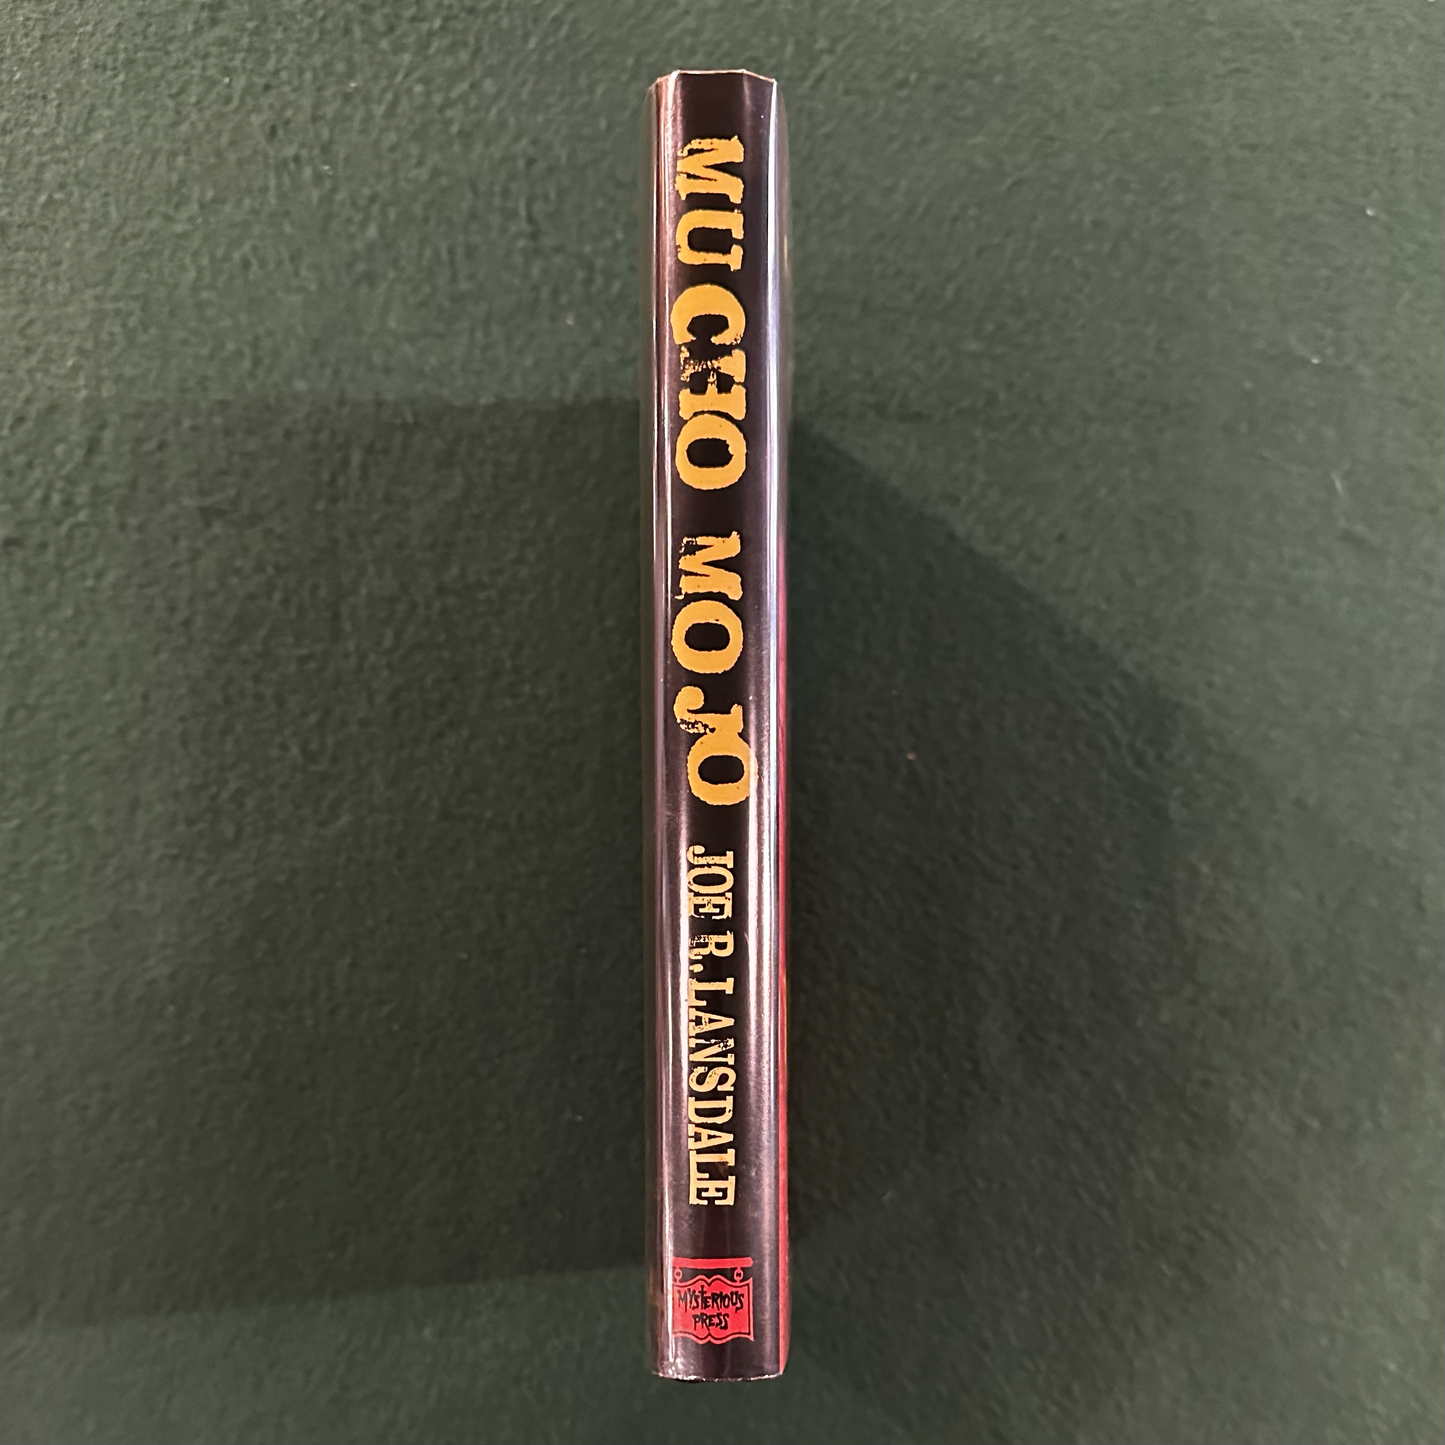 MUCHO MOJO
JOE R. LANSDALE
MYSTERIOUS
PRESS